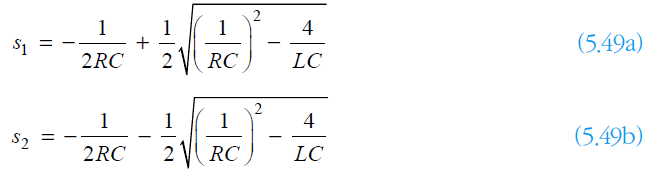 s₁ = −1/(2RC) + (1/2)√((1/(RC))² − 4/(LC)) (5.49a)
s₂ = −1/(2RC) − (1/2)√((1/(RC))² − 4/(LC)) (5.49b)